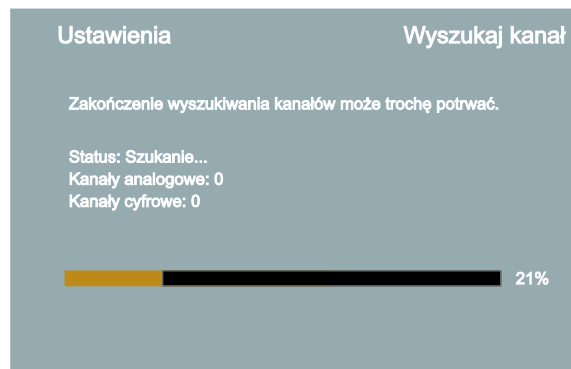 Ustawienia Wyszukaj kanał
Zakończenie wyszukiwania kanałów może trochę potrwać.
Status: Szukanie...
Kanały analogowe: 0
Kanały cyfrowe: 0
21%